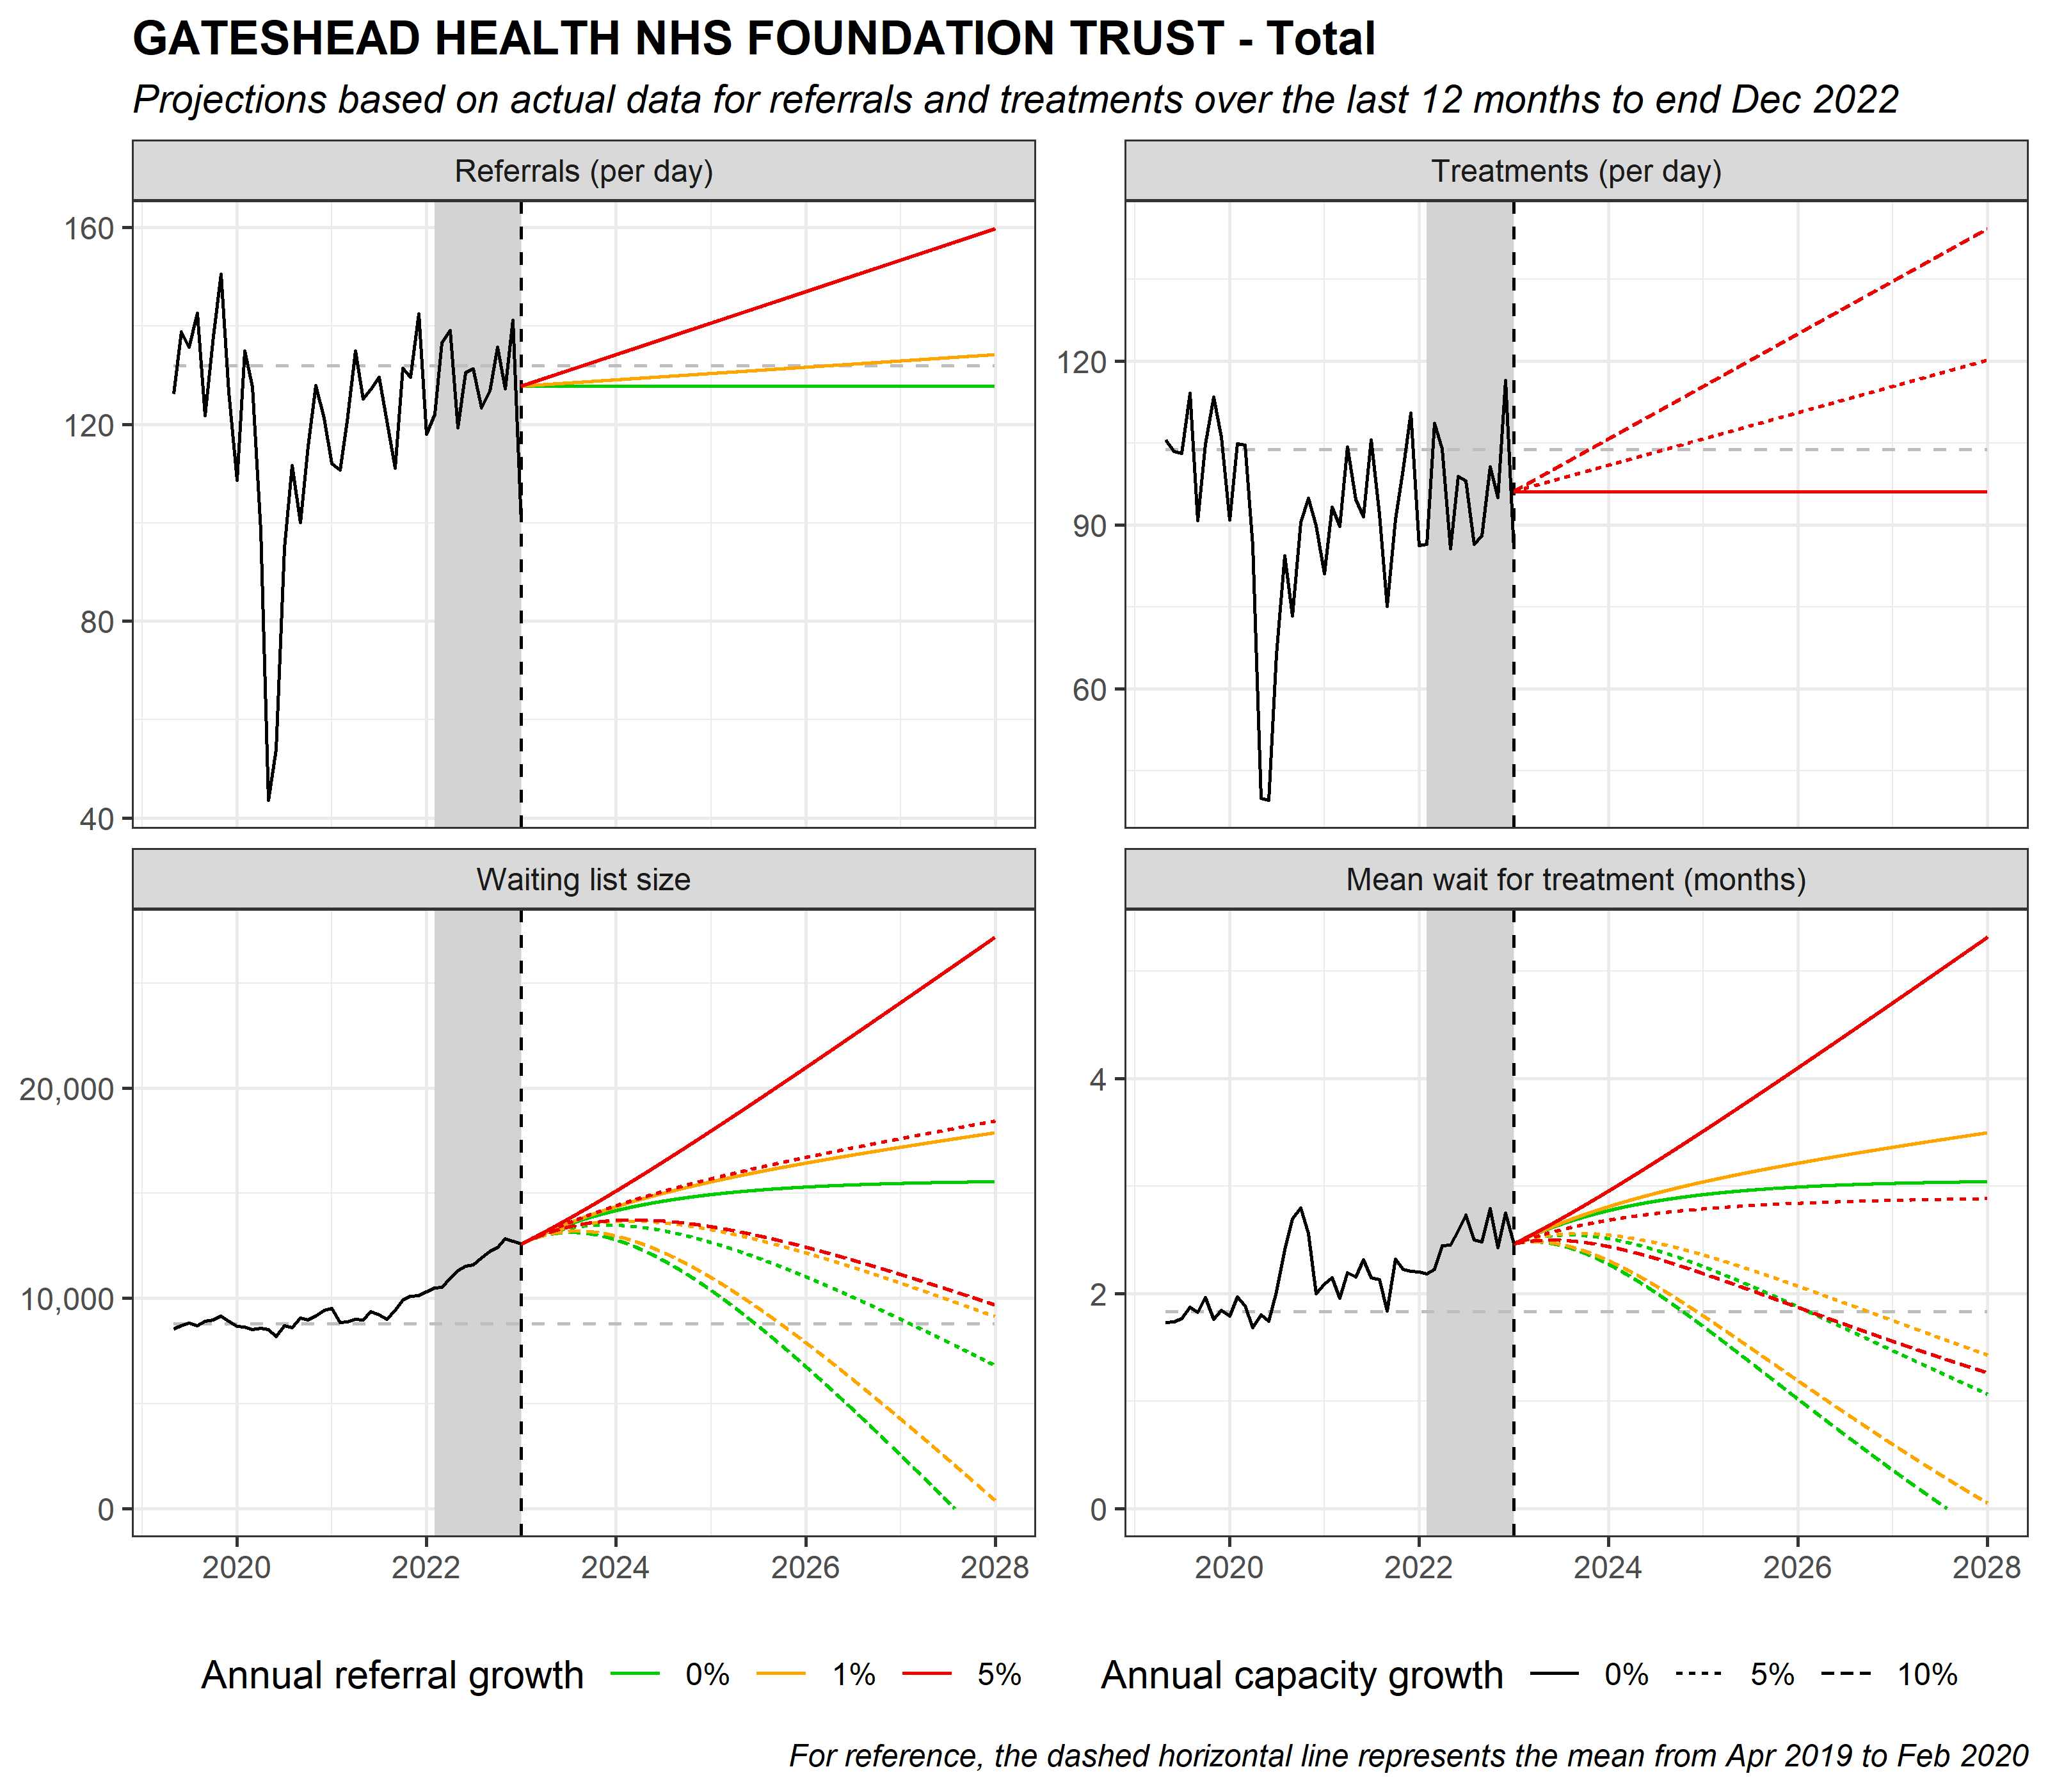 GATESHEAD HEALTH NHS FOUNDATION TRUST - Total
Projections based on actual data for referrals and treatments over the last 12 months to end Dec 2022
Referrals (per day)
160
120
80
40
Treatments (per day)
120
90
60
Waiting list size
20,000
10,000
0
2020 2022 2024 2026 2028
Mean wait for treatment (months)
4
2
0
2020 2022 2024 2026 2028
Annual referral growth 0% 1% 5%
Annual capacity growth 0% 5% 10%
For reference, the dashed horizontal line represents the mean from Apr 2019 to Feb 2020